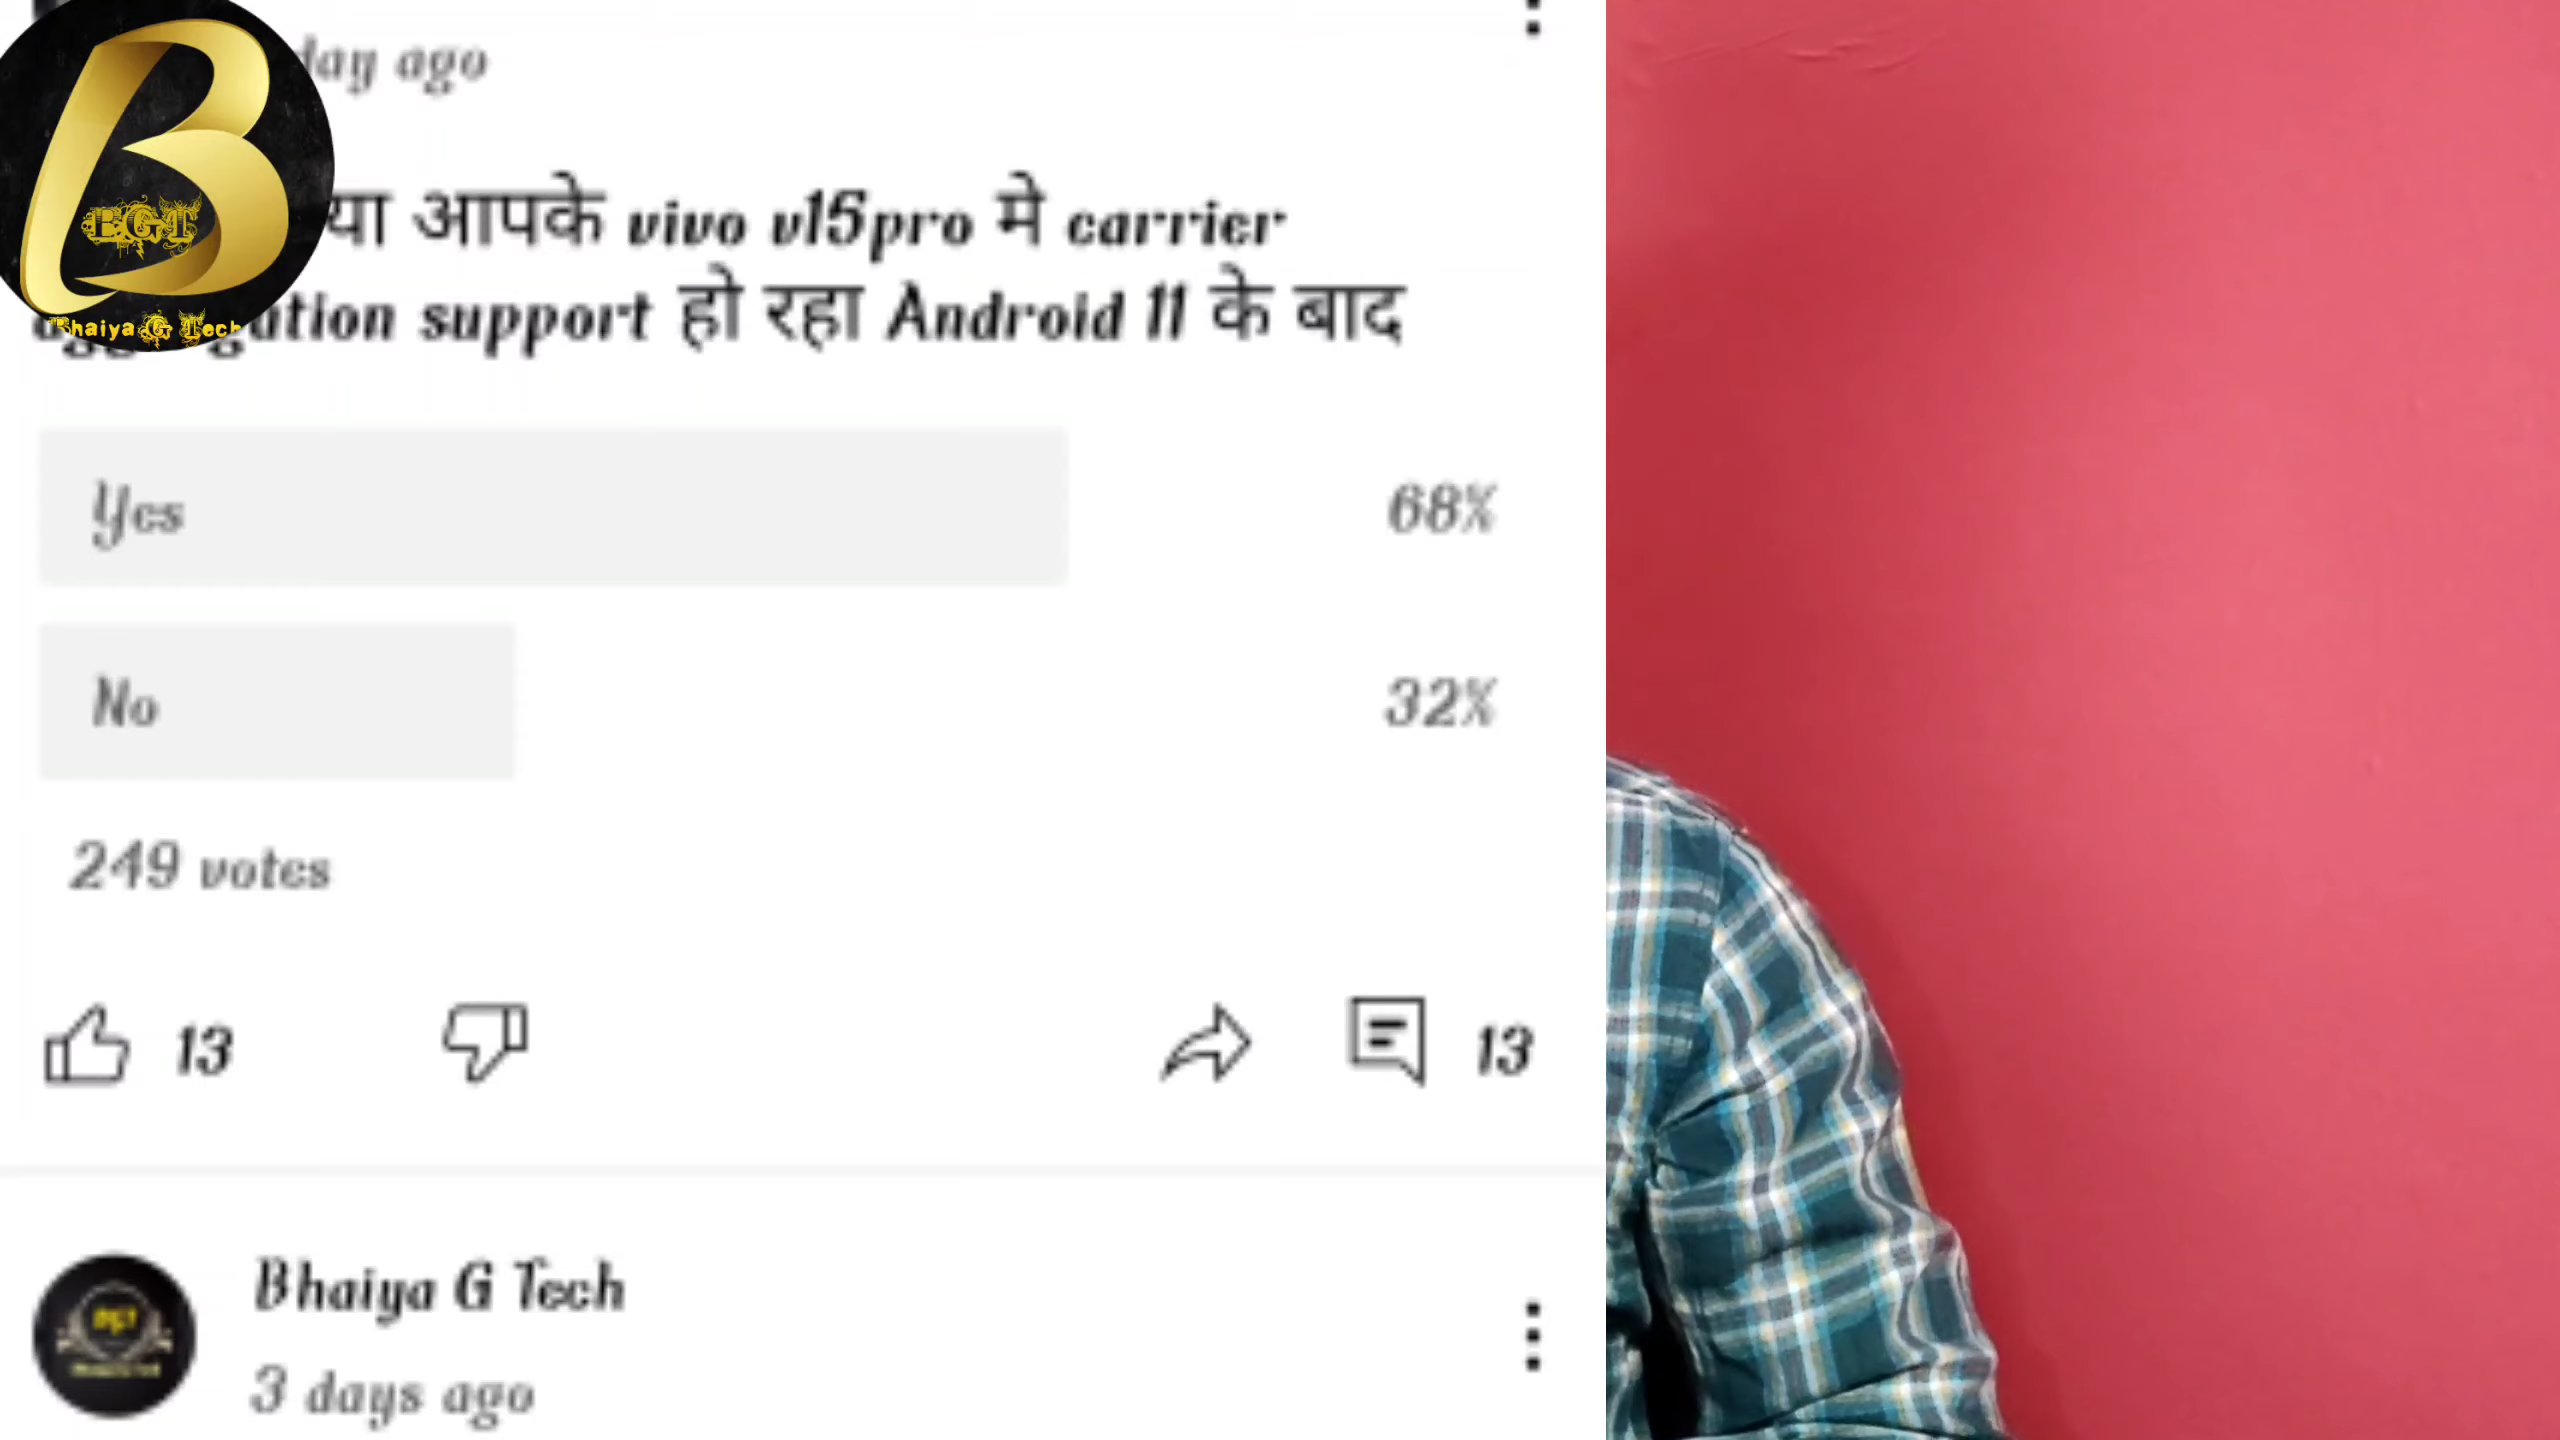 day ago
EGT
या आपके vivo v15pro मे carrier
Bhaiya G Tech
support हो रहा Android 11 के बाद
Yes 68%
No 32%
249 votes
13 13
Bhaiya G Tech
3 days ago